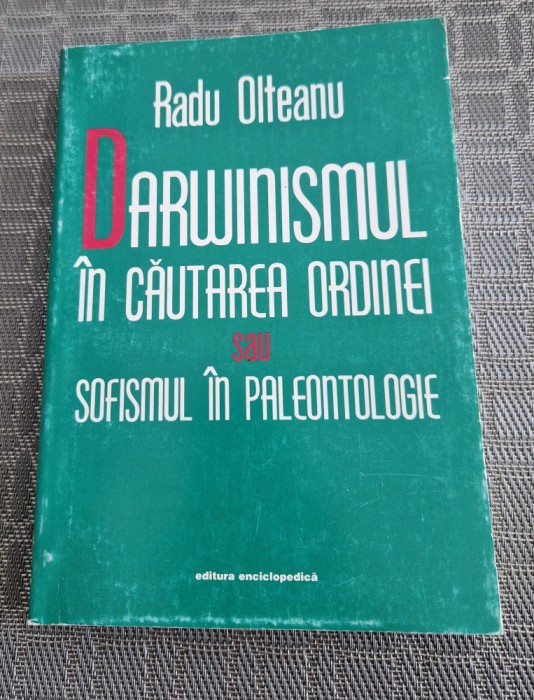 Radu Olteanu
DARWINISMUL
ÎN CĂUTAREA ORDINEI
sau
SOFISMUL ÎN PALEONTOLOGIE
editura enciclopedică